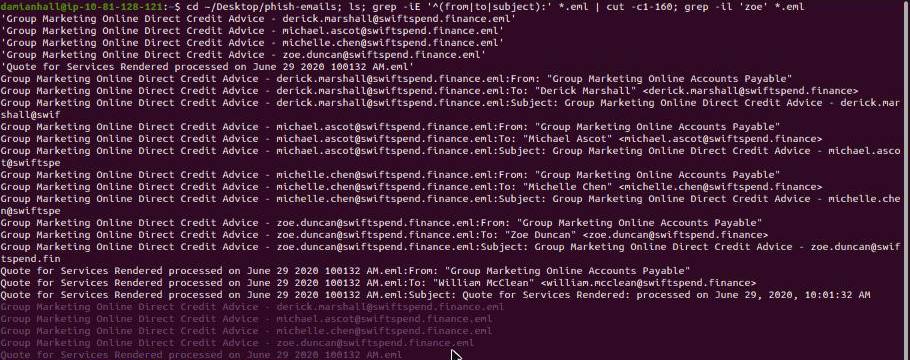 damianhall@ip-10-81-128-121:~$ cd ~/Desktop/phish-emails; ls; grep -iE '^(from|to|subject):' *.eml | cut -c1-160; grep -il 'zoe' *.eml
'Group Marketing Online Direct Credit Advice - derick.marshall@swiftspend.finance.eml'
'Group Marketing Online Direct Credit Advice - michael.ascot@swiftspend.finance.eml'
'Group Marketing Online Direct Credit Advice - michelle.chen@swiftspend.finance.eml'
'Group Marketing Online Direct Credit Advice - zoe.duncan@swiftspend.finance.eml'
'Quote for Services Rendered processed on June 29 2020 100132 AM.eml'
Group Marketing Online Direct Credit Advice - derick.marshall@swiftspend.finance.eml:From: "Group Marketing Online Accounts Payable"
Group Marketing Online Direct Credit Advice - derick.marshall@swiftspend.finance.eml:To: "Derick Marshall" <derick.marshall@swiftspend.finance>
Group Marketing Online Direct Credit Advice - derick.marshall@swiftspend.finance.eml:Subject: Group Marketing Online Direct Credit Advice - derick.mar
shall@swif
Group Marketing Online Direct Credit Advice - michael.ascot@swiftspend.finance.eml:From: "Group Marketing Online Accounts Payable"
Group Marketing Online Direct Credit Advice - michael.ascot@swiftspend.finance.eml:To: "Michael Ascot" <michael.ascot@swiftspend.finance>
Group Marketing Online Direct Credit Advice - michael.ascot@swiftspend.finance.eml:Subject: Group Marketing Online Direct Credit Advice - michael.asco
t@swiftspe
Group Marketing Online Direct Credit Advice - michelle.chen@swiftspend.finance.eml:From: "Group Marketing Online Accounts Payable"
Group Marketing Online Direct Credit Advice - michelle.chen@swiftspend.finance.eml:To: "Michelle Chen" <michelle.chen@swiftspend.finance>
Group Marketing Online Direct Credit Advice - michelle.chen@swiftspend.finance.eml:Subject: Group Marketing Online Direct Credit Advice - michelle.che
n@swiftspe
Group Marketing Online Direct Credit Advice - zoe.duncan@swiftspend.finance.eml:From: "Group Marketing Online Accounts Payable"
Group Marketing Online Direct Credit Advice - zoe.duncan@swiftspend.finance.eml:To: "Zoe Duncan" <zoe.duncan@swiftspend.finance>
Group Marketing Online Direct Credit Advice - zoe.duncan@swiftspend.finance.eml:Subject: Group Marketing Online Direct Credit Advice - zoe.duncan@swif
tspend.fin
Quote for Services Rendered processed on June 29 2020 100132 AM.eml:From: "Group Marketing Online Accounts Payable"
Quote for Services Rendered processed on June 29 2020 100132 AM.eml:To: "William McClean" <william.mcclean@swiftspend.finance>
Quote for Services Rendered processed on June 29 2020 100132 AM.eml:Subject: Quote for Services Rendered: processed on June 29, 2020, 10:01:32 AM
Group Marketing Online Direct Credit Advice - derick.marshall@swiftspend.finance.eml
Group Marketing Online Direct Credit Advice - michael.ascot@swiftspend.finance.eml
Group Marketing Online Direct Credit Advice - michelle.chen@swiftspend.finance.eml
Group Marketing Online Direct Credit Advice - zoe.duncan@swiftspend.finance.eml
Quote for Services Rendered processed on June 29 2020 100132 AM.eml